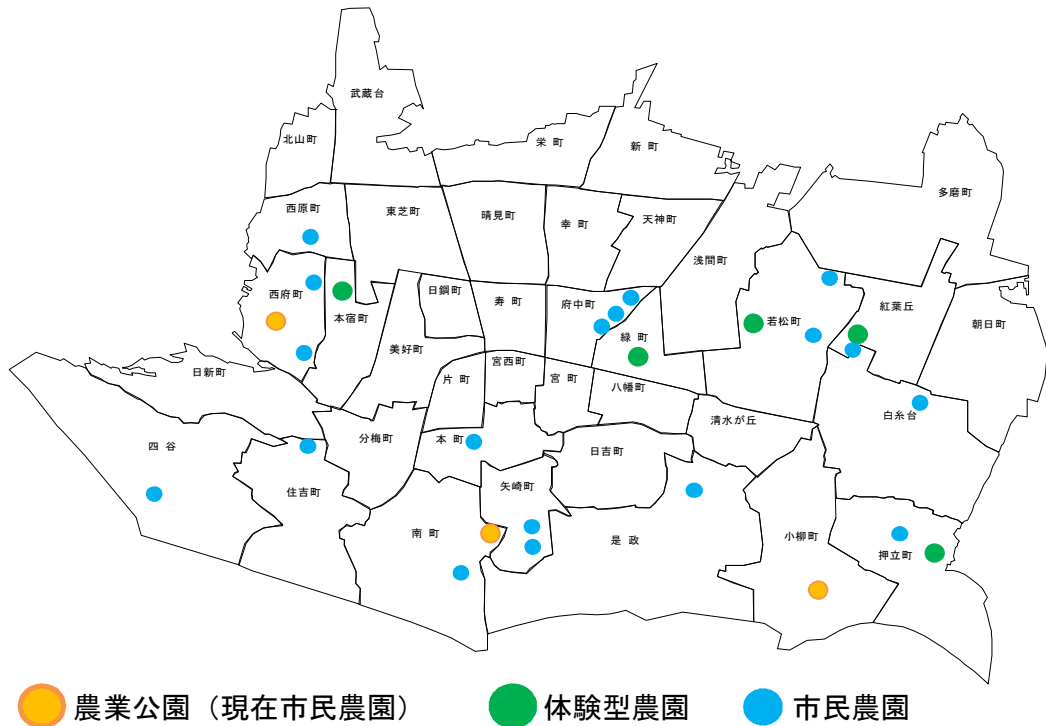 武蔵台
北山町
栄 町
新 町
多磨町
西原町
東芝町
晴見町
幸 町
天神町
浅間町
西府町
本宿町
日鋼町
寿 町
府中町
緑 町
若松町
紅葉丘
朝日町
日新町
美好町
宮西町
片 町
宮 町
八幡町
白糸台
清水が丘
四 谷
分梅町
本 町
日吉町
住吉町
矢崎町
南 町
是 政
小柳町
押立町
農業公園（現在市民農園）
体験型農園
市民農園